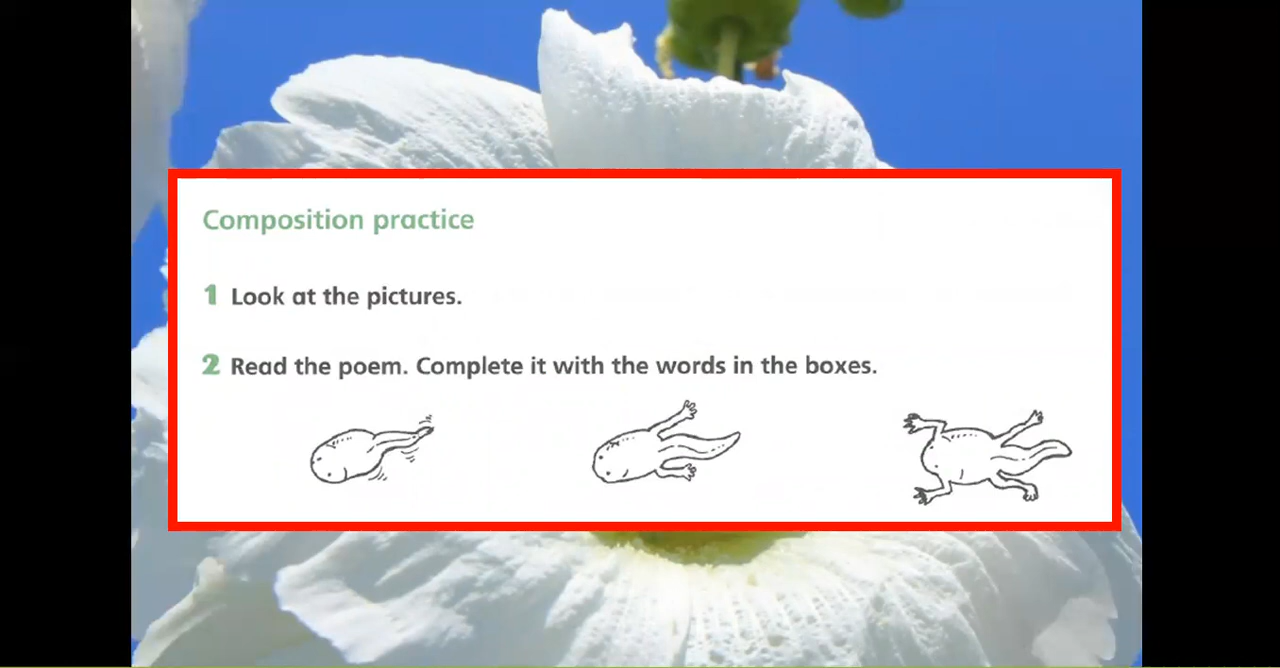 Composition practice
1 Look at the pictures.
2 Read the poem. Complete it with the words in the boxes.